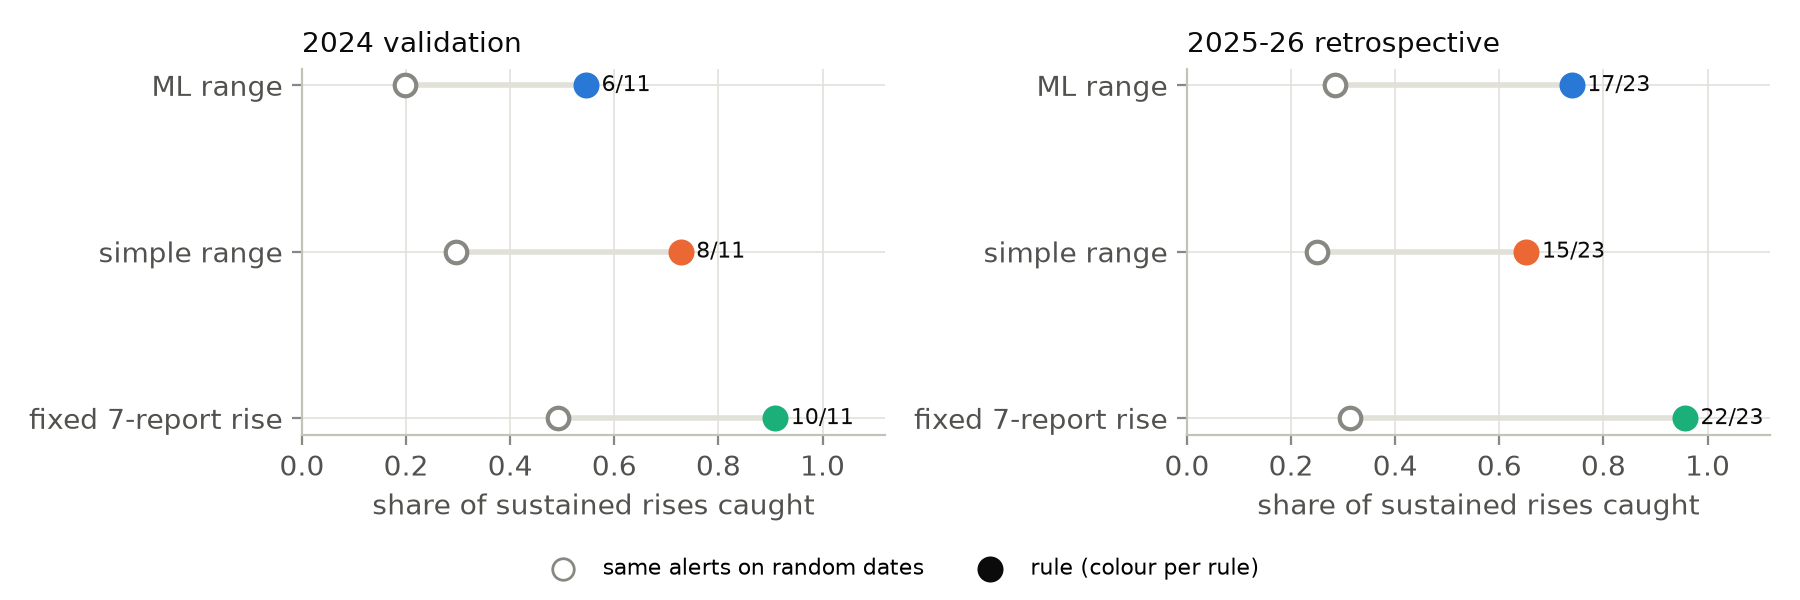 2024 validation
ML range
6/11
simple range
8/11
fixed 7-report rise
10/11
0.0 0.2 0.4 0.6 0.8 1.0
share of sustained rises caught
2025-26 retrospective
ML range
17/23
simple range
15/23
fixed 7-report rise
22/23
0.0 0.2 0.4 0.6 0.8 1.0
share of sustained rises caught
same alerts on random dates rule (colour per rule)